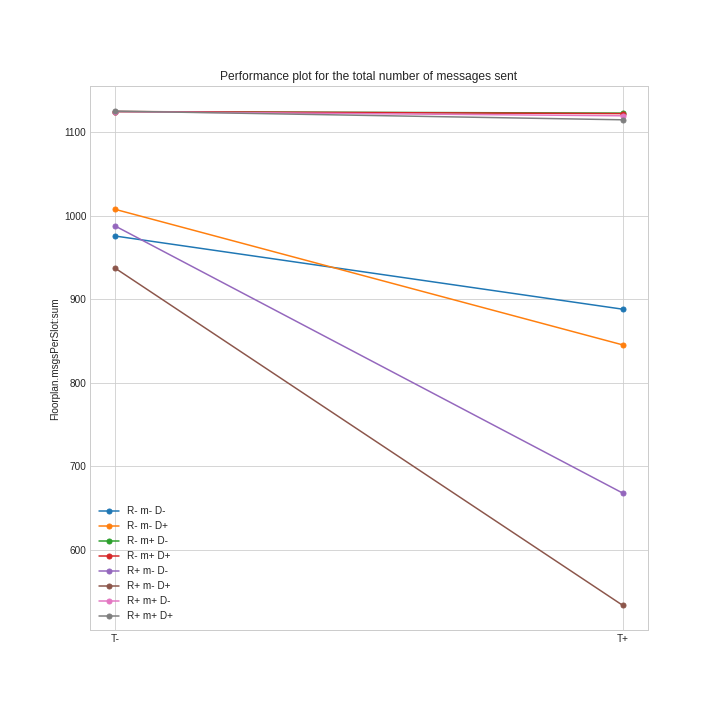 Performance plot for the total number of messages sent
Floorplan.msgsPerSlot:sum
1100
1000
900
800
700
600
R- m- D-
R- m- D+
R- m+ D-
R- m+ D+
R+ m- D-
R+ m- D+
R+ m+ D-
R+ m+ D+
T-
T+